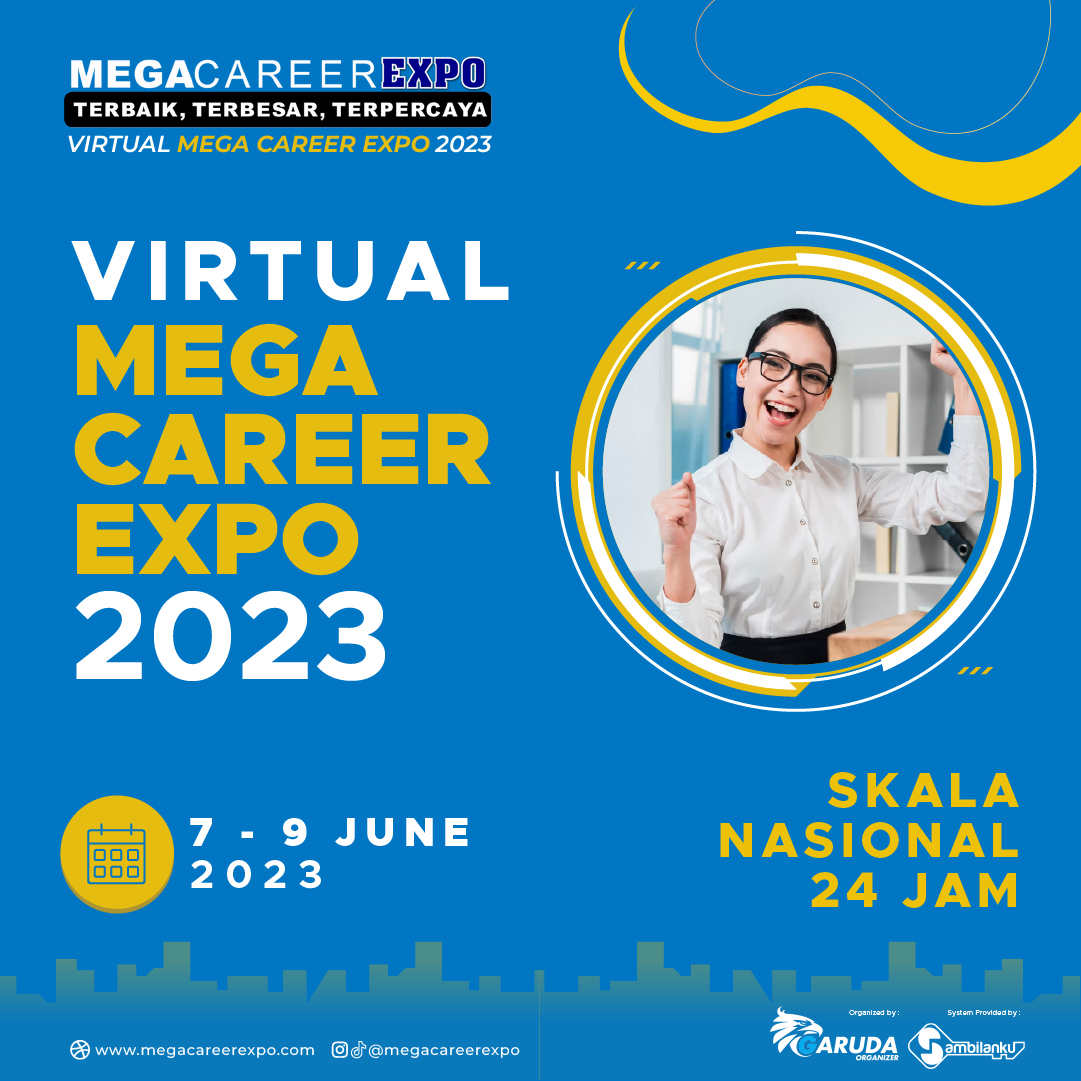 MEGACAREEREXPO
TERBAIK, TERBESAR, TERPERCAYA
VIRTUAL MEGA CAREER EXPO 2023
VIRTUAL
MEGA
CAREER
EXPO
2023
7 - 9 JUNE
2023
SKALA
NASIONAL
24 JAM
www.megacareerexpo.com
@megacareerexpo
Organized by :
GARUDA
ORGANIZER
System Provided by :
Sambilanku